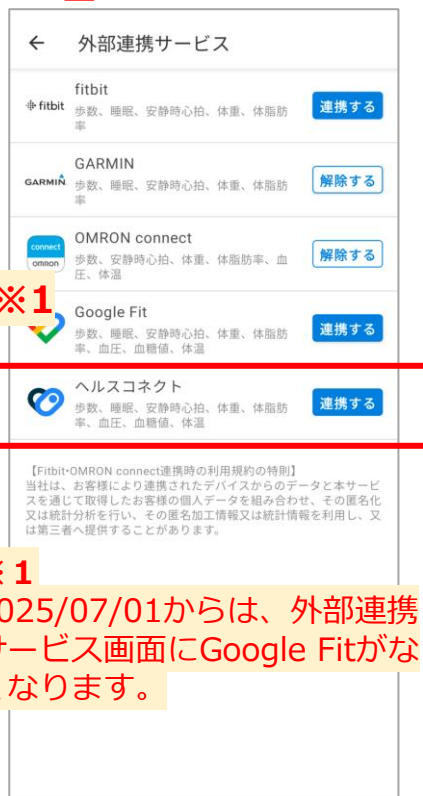 ← 外部連携サービス
fitbit
fitbit
歩数、睡眠、安静時心拍、体重、体脂肪
率
連携する
GARMIN
GARMIN
歩数、睡眠、安静時心拍、体重、体脂肪
率
解除する
connect
omron
OMRON connect
歩数、安静時心拍、体重、体脂肪率、血
圧、体温
解除する
※1
Google Fit
歩数、睡眠、安静時心拍、体重、体脂肪
率、血圧、血糖値、体温
連携する
ヘルスコネクト
歩数、睡眠、安静時心拍、体重、体脂肪
率、血圧、血糖値、体温
連携する
【Fitbit・OMRON connect連携時の利用規約の特則】
当社は、お客様により連携されたデバイスからのデータと本サービ
スを通じて取得したお客様の個人データを組み合わせ、その匿名化
又は統計分析を行い、その匿名加工情報又は統計情報を利用し、又
は第三者へ提供することがあります。
※1
025/07/01からは、外部連携
サービス画面にGoogle Fitがな
なります。